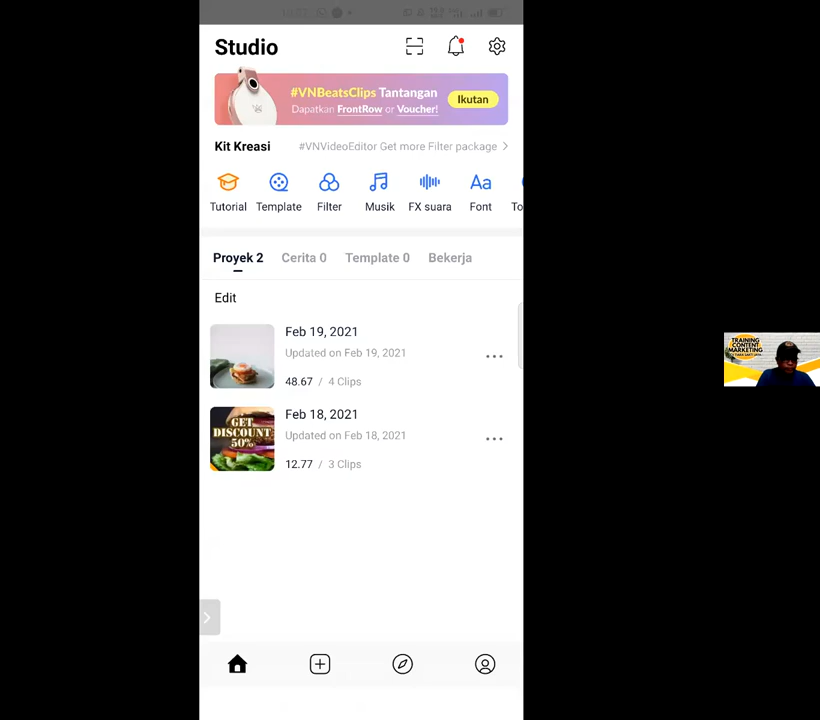 Studio
#VNBeatsClips Tantangan
Dapatkan FrontRow or Voucher!
Ikutan
Kit Kreasi
#VNVideoEditor Get more Filter package
Tutorial
Template
Filter
Musik
FX suara
Font
To
Proyek 2
Cerita 0
Template 0
Bekerja
Edit
Feb 19, 2021
Updated on Feb 19, 2021
48.67 / 4 Clips
GET
DISCOUNT
50%
Feb 18, 2021
Updated on Feb 18, 2021
12.77 / 3 Clips
TRAINING
CONTENT
MARKETING